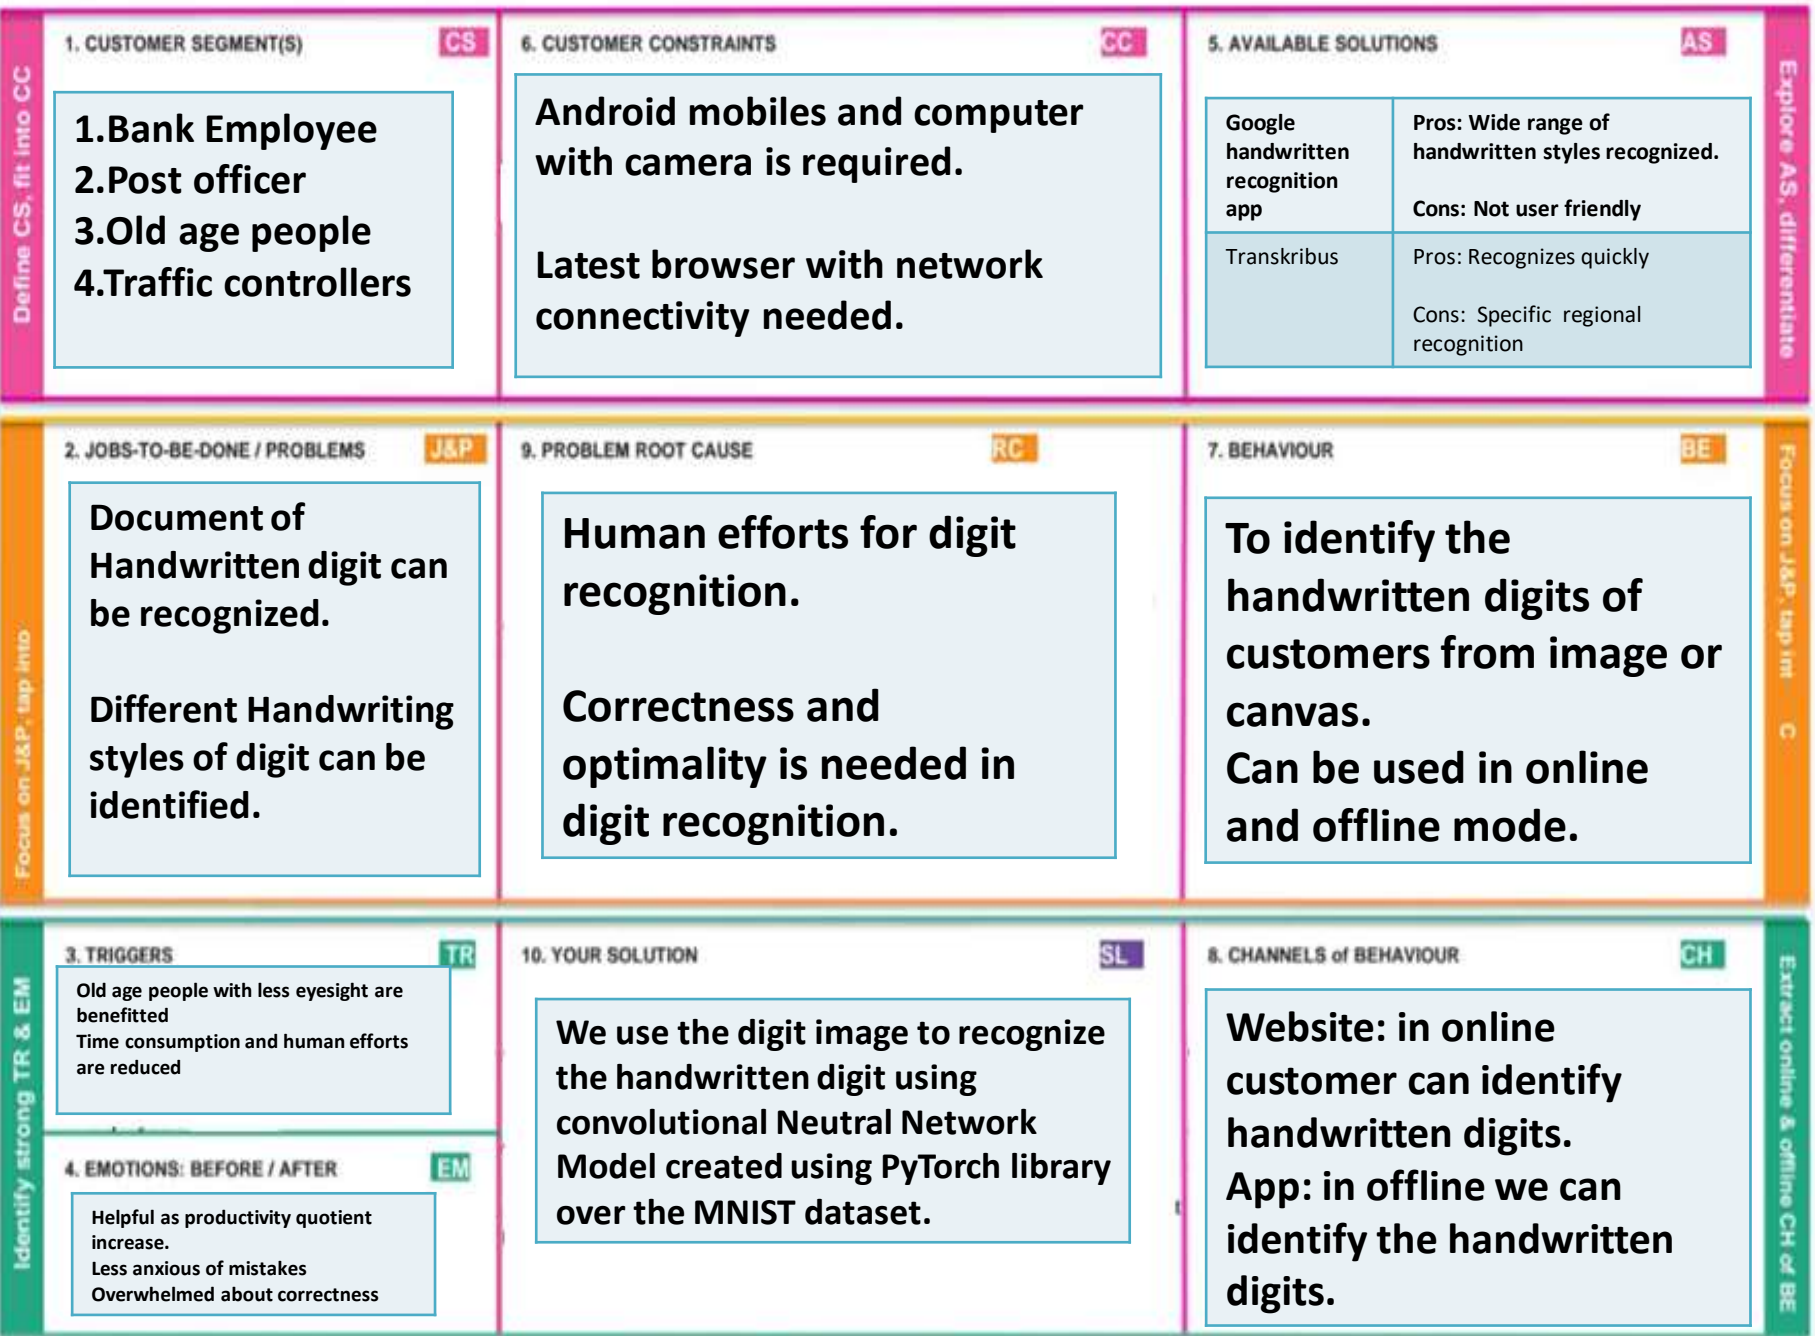 Define CS, fit into CC
1. CUSTOMER SEGMENT(S)
CS
1.Bank Employee
2.Post officer
3.Old age people
4.Traffic controllers
6. CUSTOMER CONSTRAINTS
CC
Android mobiles and computer
with camera is required.
Latest browser with network
connectivity needed.
5. AVAILABLE SOLUTIONS
AS
Google
handwritten
recognition
app
Pros: Wide range of
handwritten styles recognized.
Cons: Not user friendly
Transkribus
Pros: Recognizes quickly
Cons: Specific regional
recognition
Explore AS, differentiate
Focus on J&P, tap into
2. JOBS-TO-BE-DONE / PROBLEMS
J&P
Document of
Handwritten digit can
be recognized.
Different Handwriting
styles of digit can be
identified.
9. PROBLEM ROOT CAUSE
RC
Human efforts for digit
recognition.
Correctness and
optimality is needed in
digit recognition.
7. BEHAVIOUR
BE
To identify the
handwritten digits of
customers from image or
canvas.
Can be used in online
and offline mode.
Focus on J&P, tap int C
Identify strong TR & EM
3. TRIGGERS
TR
Old age people with less eyesight are
benefitted
Time consumption and human efforts
are reduced
4. EMOTIONS: BEFORE / AFTER
EM
Helpful as productivity quotient
increase.
Less anxious of mistakes
Overwhelmed about correctness
10. YOUR SOLUTION
SL
We use the digit image to recognize
the handwritten digit using
convolutional Neutral Network
Model created using PyTorch library
over the MNIST dataset.
t
8. CHANNELS of BEHAVIOUR
CH
Website: in online
customer can identify
handwritten digits.
App: in offline we can
identify the handwritten
digits.
Extract online & offline CH of BE